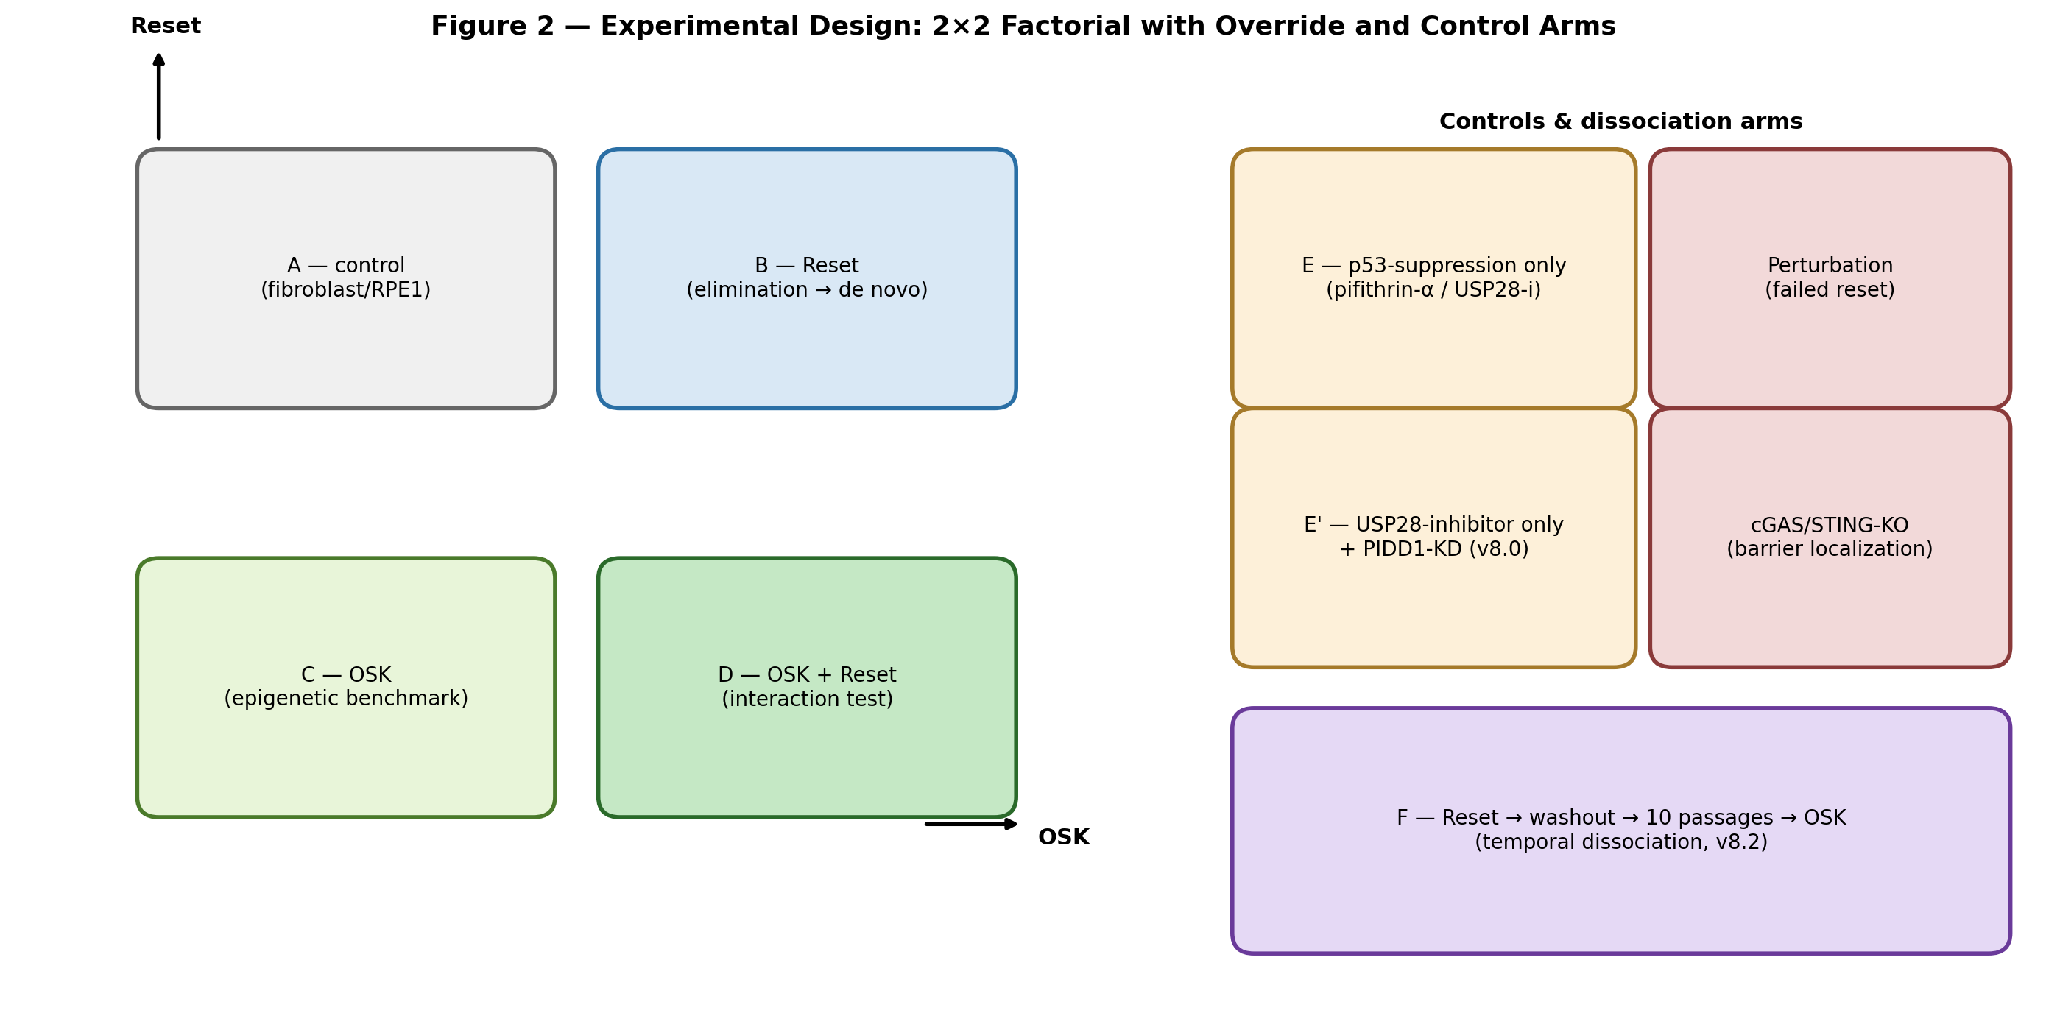 Reset
Figure 2 — Experimental Design: 2×2 Factorial with Override and Control Arms
Controls & dissociation arms
A — control
(fibroblast/RPE1)
B — Reset
(elimination → de novo)
E — p53-suppression only
(pifithrin-α / USP28-i)
Perturbation
(failed reset)
E' — USP28-inhibitor only
+ PIDD1-KD (v8.0)
cGAS/STING-KO
(barrier localization)
C — OSK
(epigenetic benchmark)
D — OSK + Reset
(interaction test)
OSK
F — Reset → washout → 10 passages → OSK
(temporal dissociation, v8.2)